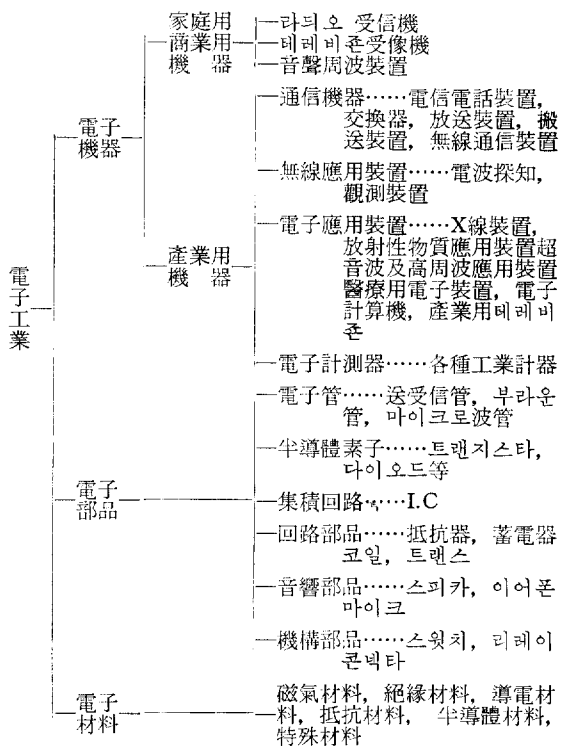 電子工業
電子
機器
家庭用
商業用
機 器
라듸오 受信機
테레비죤受像機
音聲周波裝置
産業用
機 器
通信機器……電信電話裝置,
交換器, 放送裝置, 搬
送裝置, 無線通信裝置
無線應用裝置……電波探知,
觀測裝置
電子應用裝置……X線裝置,
放射性物質應用裝置超
音波及高周波應用裝置
醫療用電子裝置, 電子
計算機, 產業用테레비
죤
電子計測器……各種工業計器
電子
部品
電子管……送受信管, 부라운
管, 마이크로波管
半導體素子……트랜지스타,
다이오드等
集積回路……I.C
回路部品……抵抗器, 蓄電器
코일, 트랜스
音響部品……스피카, 이어폰
마이크
機構部品……스윗치, 리레이
콘넥타
電子
材料
磁氣材料, 絕緣材料, 導電材
料, 抵抗材料, 半導體材料,
特殊材料